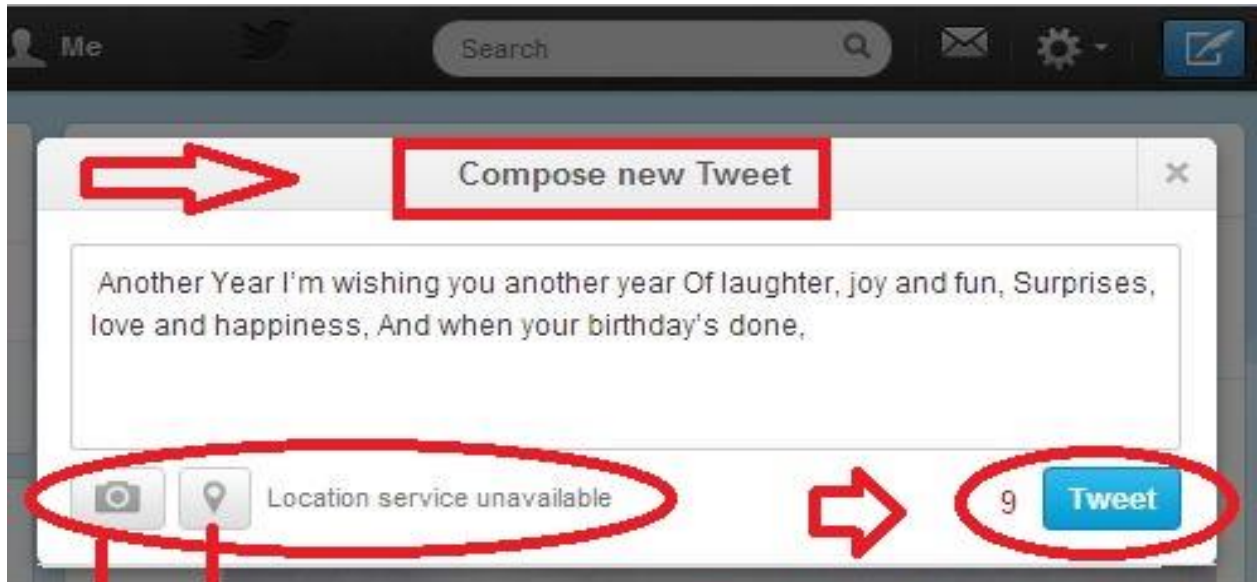 Me
Search
Compose new Tweet
Another Year I'm wishing you another year Of laughter, joy and fun, Surprises,
love and happiness, And when your birthday's done,
Location service unavailable
9 Tweet